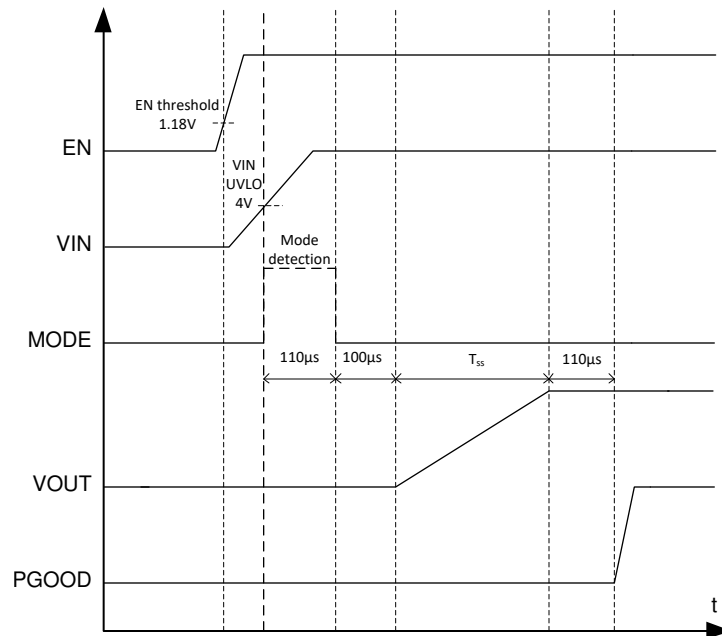 EN threshold
1.18V
EN
VIN
UVLO
4V
VIN
Mode
detection
MODE
110µs
100µs
Tss
110µs
VOUT
PGOOD
t